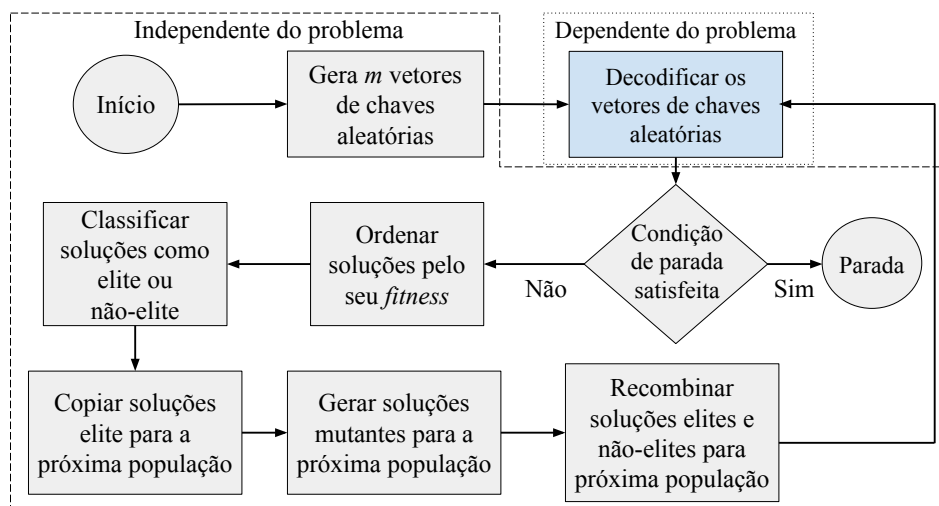 Independente do problema
Dependente do problema
Início
Gera m vetores
de chaves
aleatórias
Decodificar os
vetores de chaves
aleatórias
Classificar
soluções como
elite ou
não-elite
Ordenar
soluções pelo
seu fitness
Condição
de parada
satisfeita
Parada
Não
Sim
Copiar soluções
elite para a
próxima população
Gerar soluções
mutantes para a
próxima população
Recombinar
soluções elites e
não-elites para
próxima população